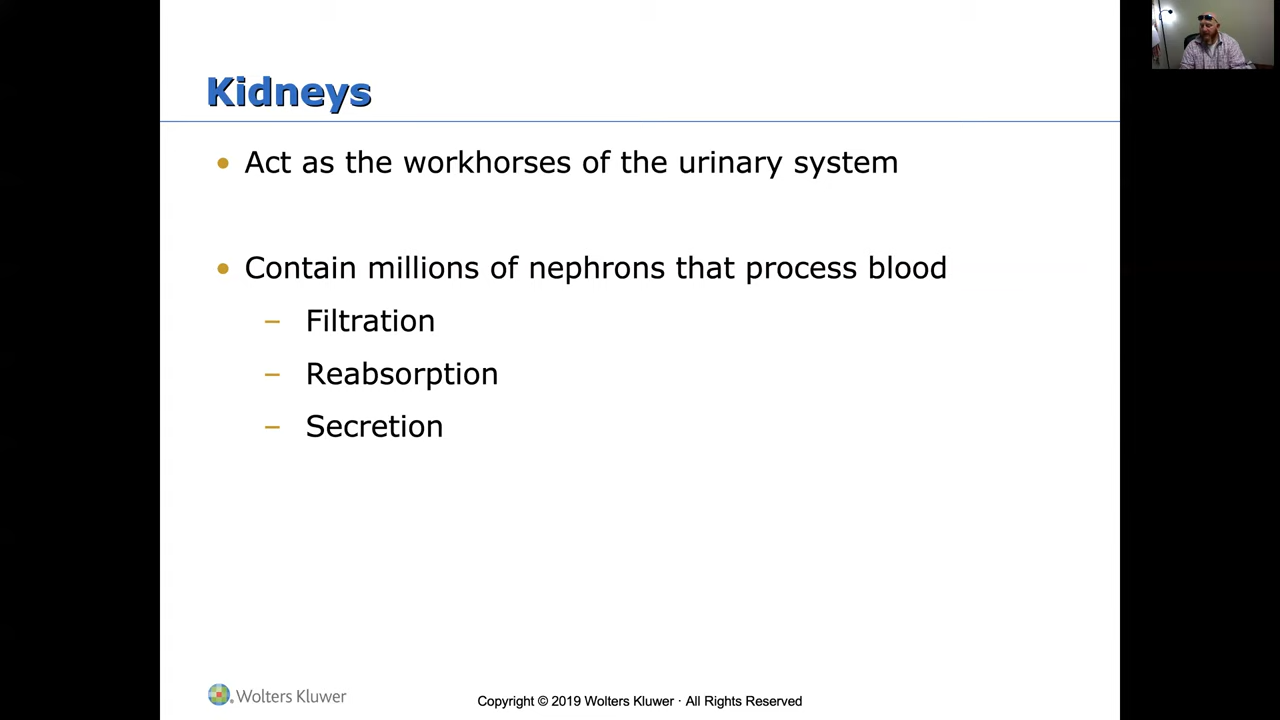 Kidneys
• Act as the workhorses of the urinary system
• Contain millions of nephrons that process blood
– Filtration
– Reabsorption
– Secretion
Wolters Kluwer
Copyright © 2019 Wolters Kluwer · All Rights Reserved